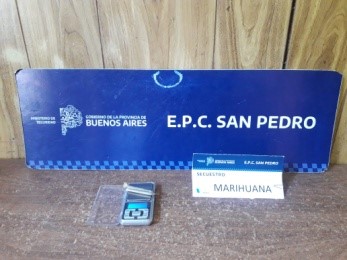 MINISTERIO DE
SEGURIDAD
GOBIERNO DE LA PROVINCIA DE
BUENOS AIRES
E.P.C. SAN PEDRO
E.P.C. SAN PEDRO
SECUESTRO
MARIHUANA